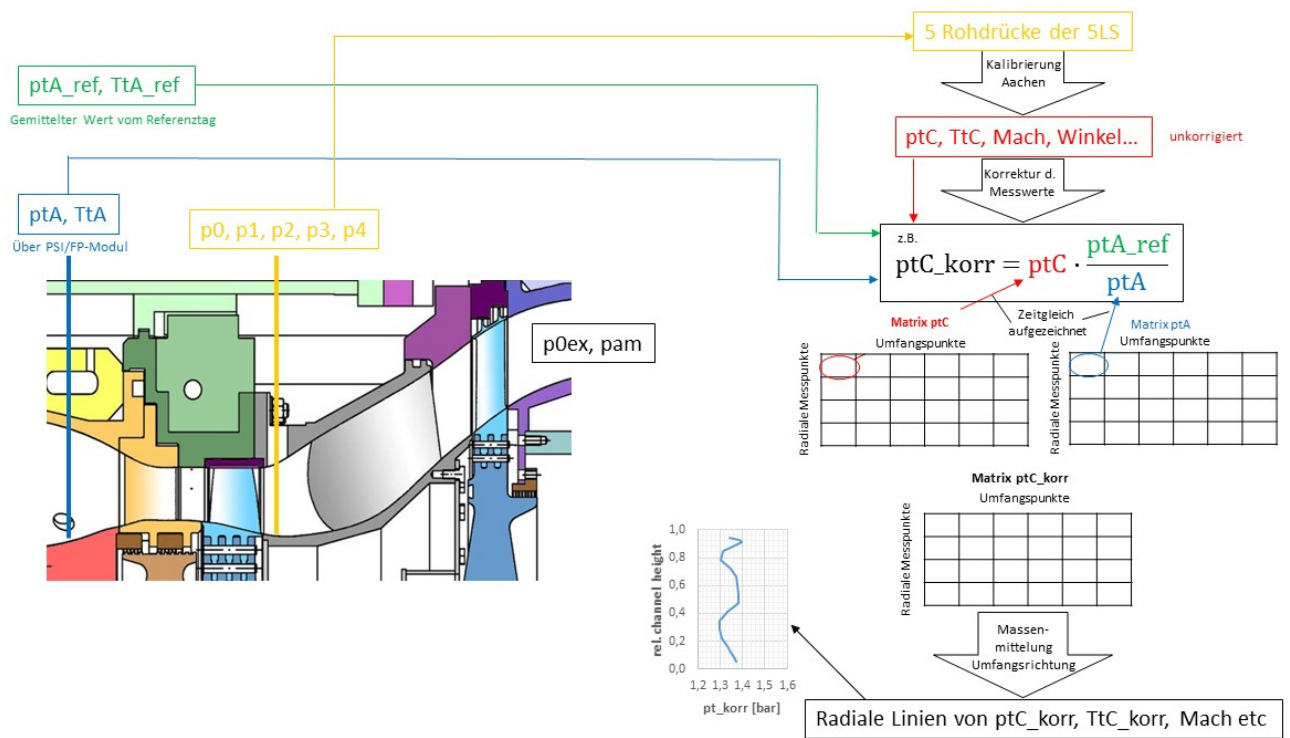 5 Rohdrücke der 5LS
Kalibrierung
Aachen
ptA_ref, TtA_ref
Gemittelter Wert vom Referenztag
ptC, TtC, Mach, Winkel...
unkorrigiert
Korrektur d.
Messwerte
ptA, TtA
Über PSI/FP-Modul
p0, p1, p2, p3, p4
z.B.
ptC_korr = ptC · ptA_ref
ptA
p0ex, pam
Zeitgleich
aufgezeichnet
Matrix ptC
Umfangspunkte
Radiale Messpunkte
Matrix ptA
Umfangspunkte
Radiale Messpunkte
Matrix ptC_korr
Umfangspunkte
Radiale Messpunkte
rel. channel height
1,0
0,8
0,6
0,4
0,2
0,0
1,2 1,3 1,4 1,5 1,6
pt_korr [bar]
Massen-
mittelung
Umfangsrichtung
Radiale Linien von ptC_korr, TtC_korr, Mach etc